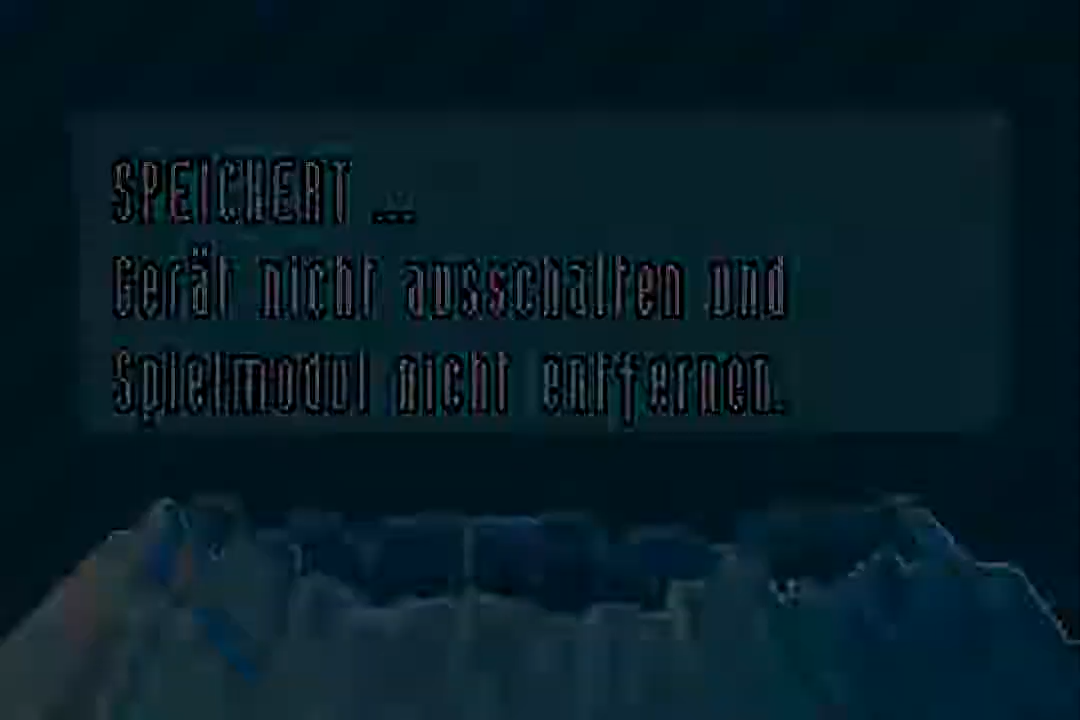 SPEICHERT ...
Gerät nicht ausschalten und
Spielmodul nicht entfernen.